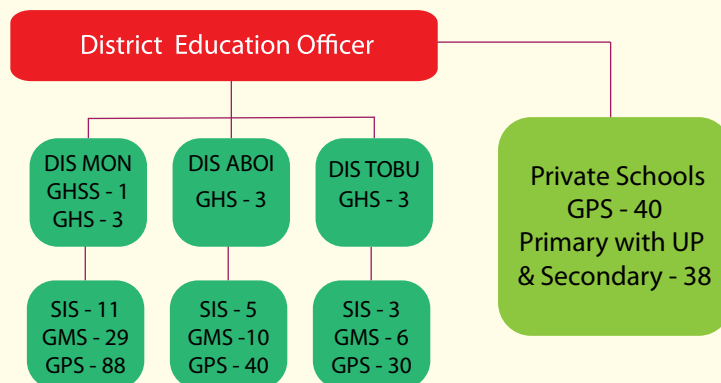 District Education Officer
DIS MON
GHSS - 1
GHS - 3
DIS ABOI
GHS - 3
DIS TOBU
GHS - 3
Private Schools
GPS - 40
Primary with UP
& Secondary - 38
SIS - 11
GMS - 29
GPS - 88
SIS - 5
GMS -10
GPS - 40
SIS - 3
GMS - 6
GPS - 30